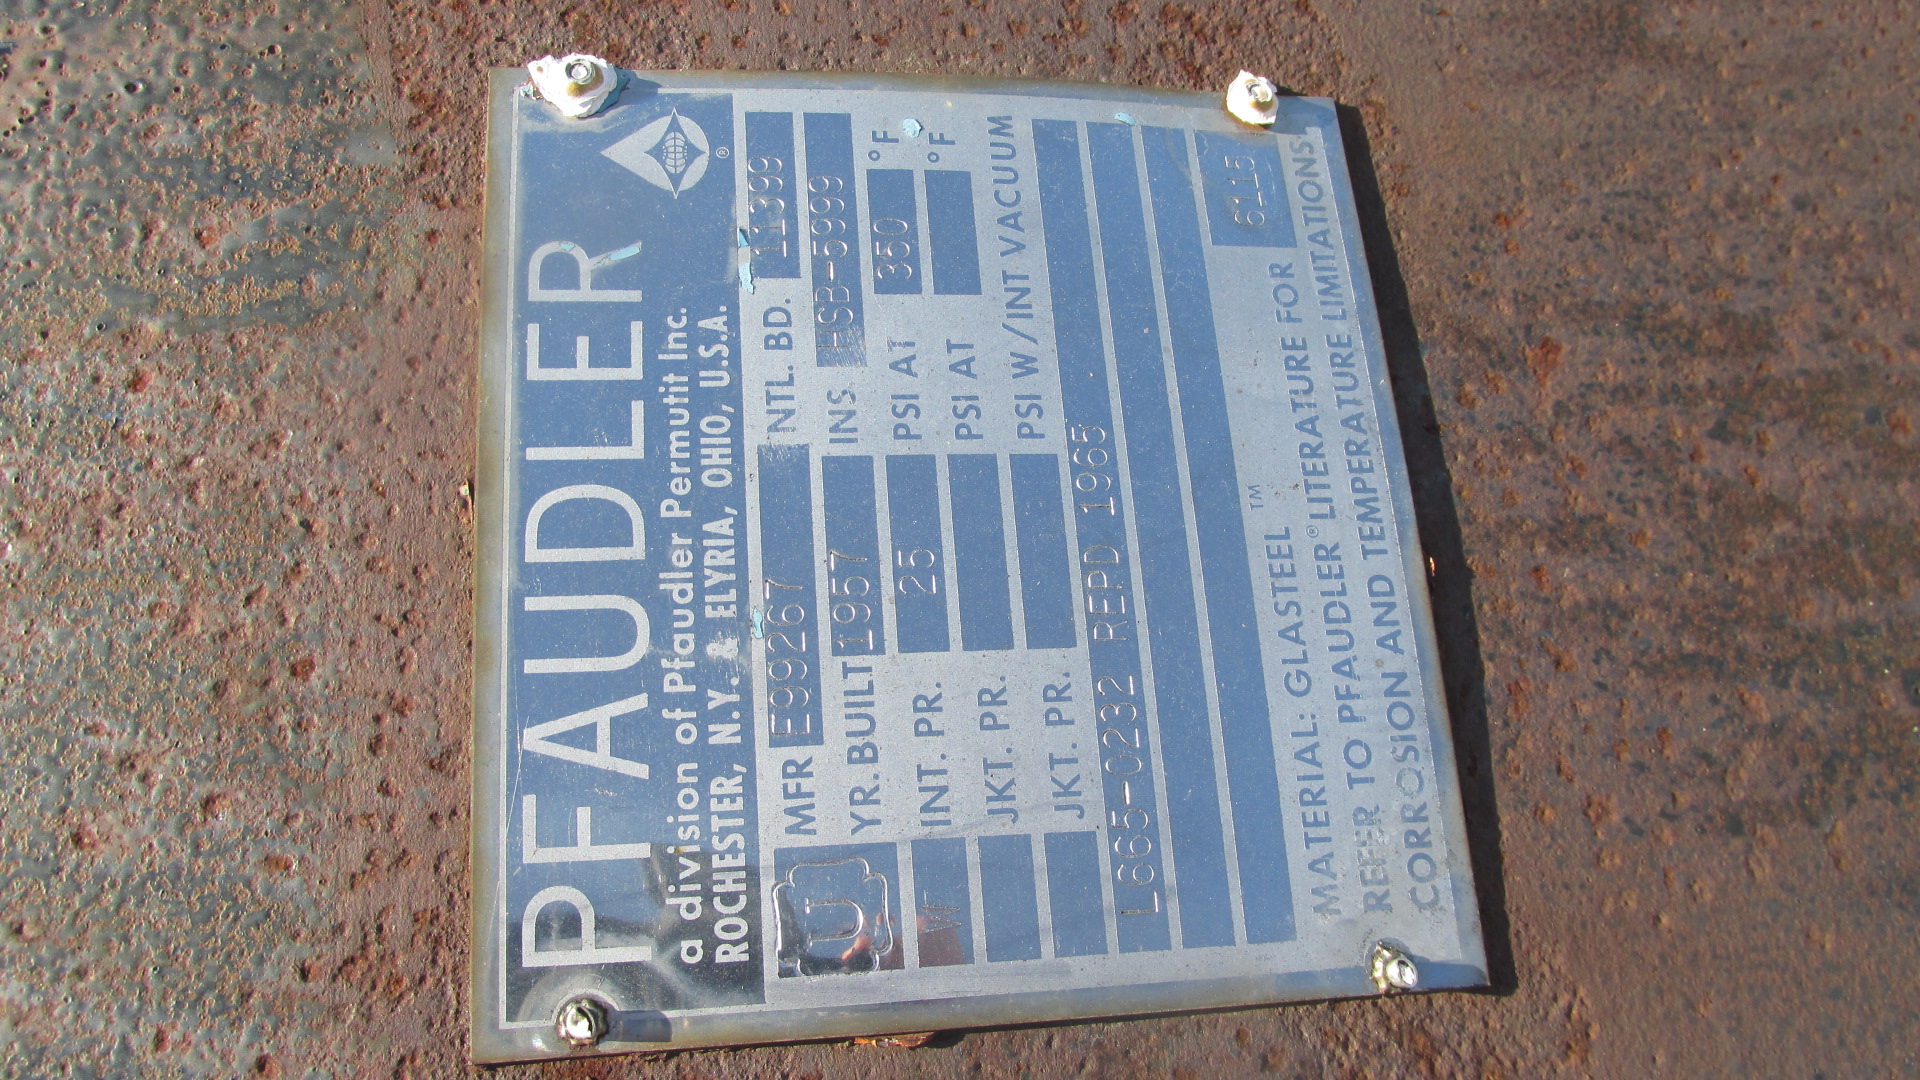 PFAUDLER ®
a division of Pfaudler Permutit Inc.
ROCHESTER, N.Y. & ELYRIA, OHIO, U.S.A.
U MFR E99267 NTL. BD. 11399
YR. BUILT 1957 INS. HSB-5999
W INT. PR. 25 PSI AT 350 °F
JKT. PR. PSI AT °F
JKT. PR. PSI W/INT VACUUM
L665-0232 REPD 1965
6115
MATERIAL: GLASTEEL ™
REFER TO PFAUDLER® LITERATURE FOR
CORROSION AND TEMPERATURE LIMITATIONS.